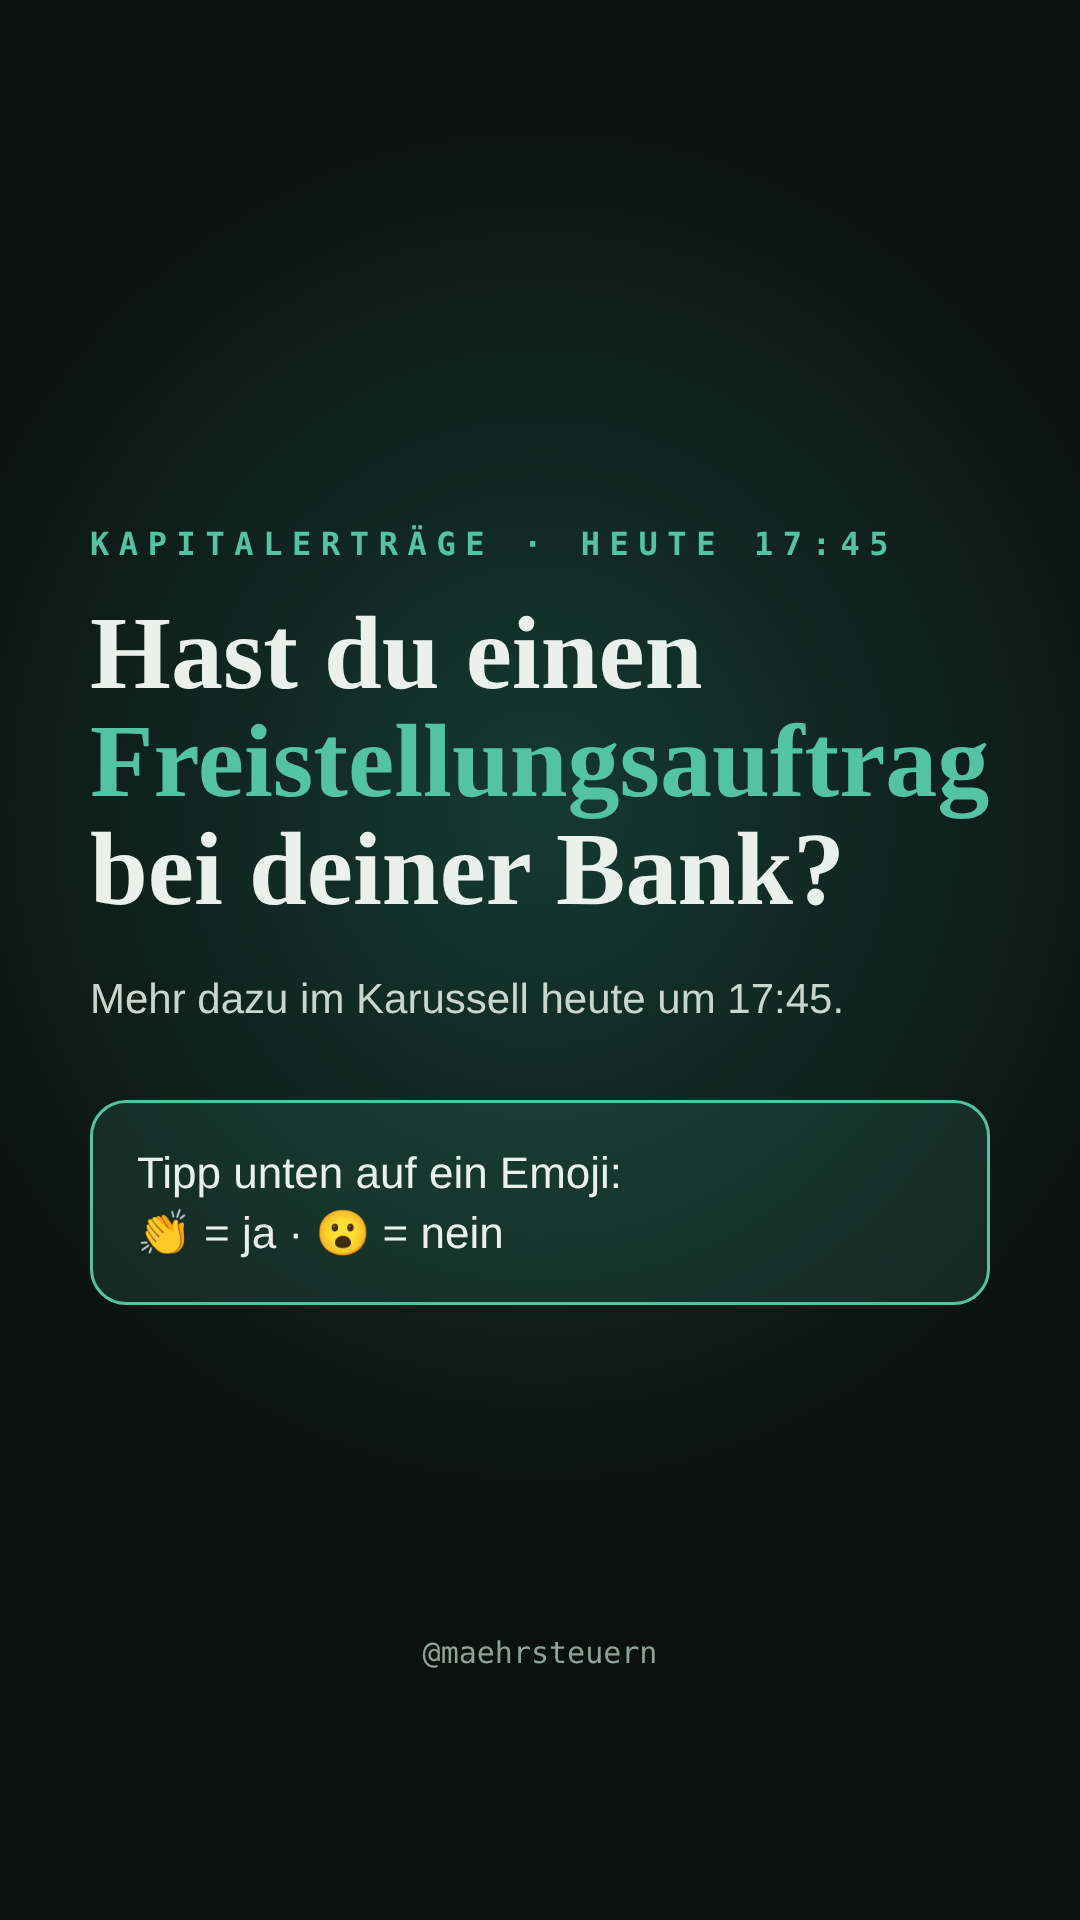 KAPITALERTRÄGE · HEUTE 17:45
Hast du einen
Freistellungsauftrag
bei deiner Bank?
Mehr dazu im Karussell heute um 17:45.
Tipp unten auf ein Emoji:
👏 = ja · 😮 = nein
@maehrsteuern